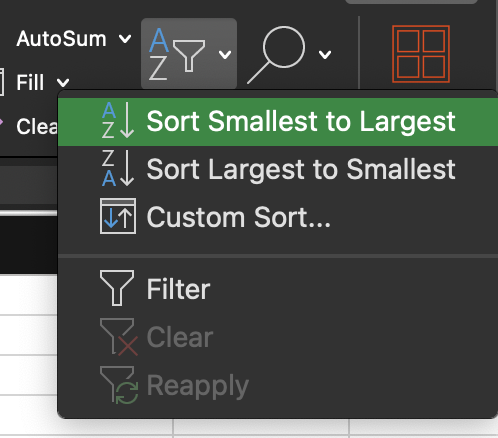 AutoSum
Fill
Clea
Sort Smallest to Largest
Sort Largest to Smallest
Custom Sort...
Filter
Clear
Reapply